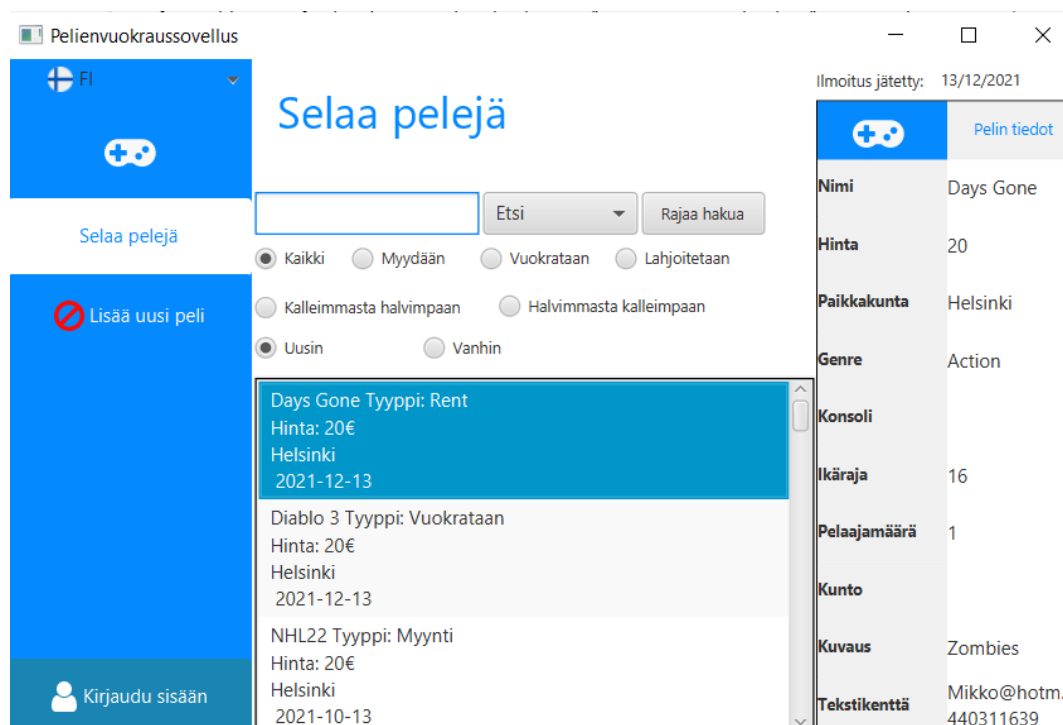 Pelienvuokraussovellus
FI
Selaa pelejä
Lisää uusi peli
Kirjaudu sisään
Selaa pelejä
Etsi
Rajaa hakua
Kaikki Myydään Vuokrataan Lahjoitetaan
Kalleimmasta halvimpaan Halvimmasta kalleimpaan
Uusin Vanhin
Days Gone Tyyppi: Rent
Hinta: 20€
Helsinki
2021-12-13
Diablo 3 Tyyppi: Vuokrataan
Hinta: 20€
Helsinki
2021-12-13
NHL22 Tyyppi: Myynti
Hinta: 20€
Helsinki
2021-10-13
Ilmoitus jätetty: 13/12/2021
Pelin tiedot
Nimi Days Gone
Hinta 20
Paikkakunta Helsinki
Genre Action
Konsoli
Ikäraja 16
Pelaajamäärä 1
Kunto
Kuvaus Zombies
Tekstikenttä Mikko@hotm.
440311639